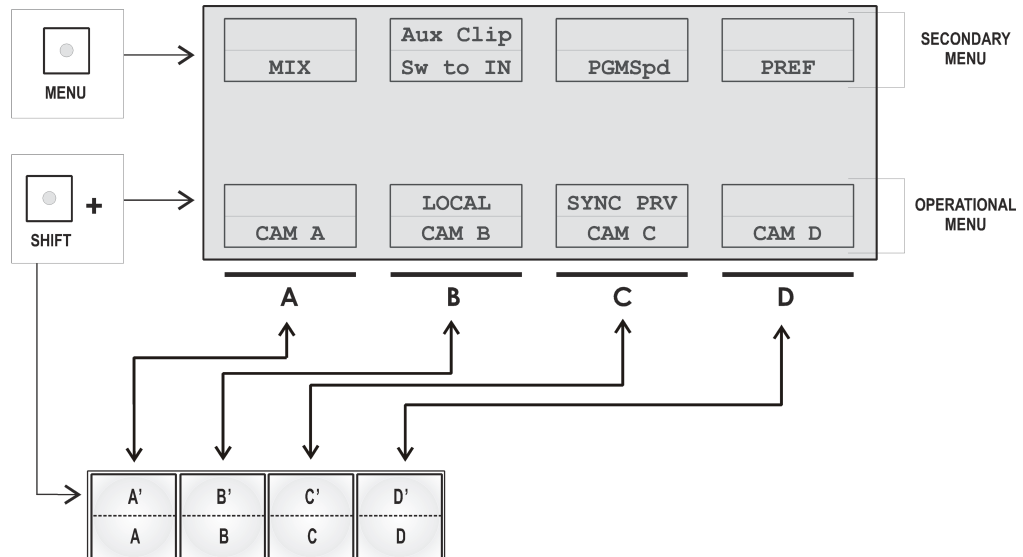 MENU
Aux Clip
MIX Sw to IN PGMSpd PREF
SECONDARY
MENU
SHIFT +
LOCAL SYNC PRV
CAM A CAM B CAM C CAM D
OPERATIONAL
MENU
A B C D
A' B' C' D'
A B C D